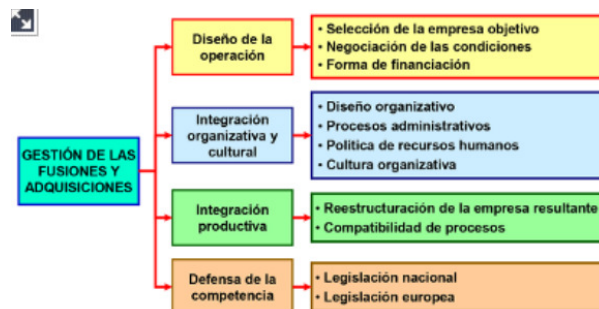 GESTIÓN DE LAS
FUSIONES Y
ADQUISICIONES
Diseño de la
operación
• Selección de la empresa objetivo
• Negociación de las condiciones
• Forma de financiación
Integración
organizativa y
cultural
• Diseño organizativo
• Procesos administrativos
• Política de recursos humanos
• Cultura organizativa
Integración
productiva
• Reestructuración de la empresa resultante
• Compatibilidad de procesos
Defensa de la
competencia
• Legislación nacional
• Legislación europea